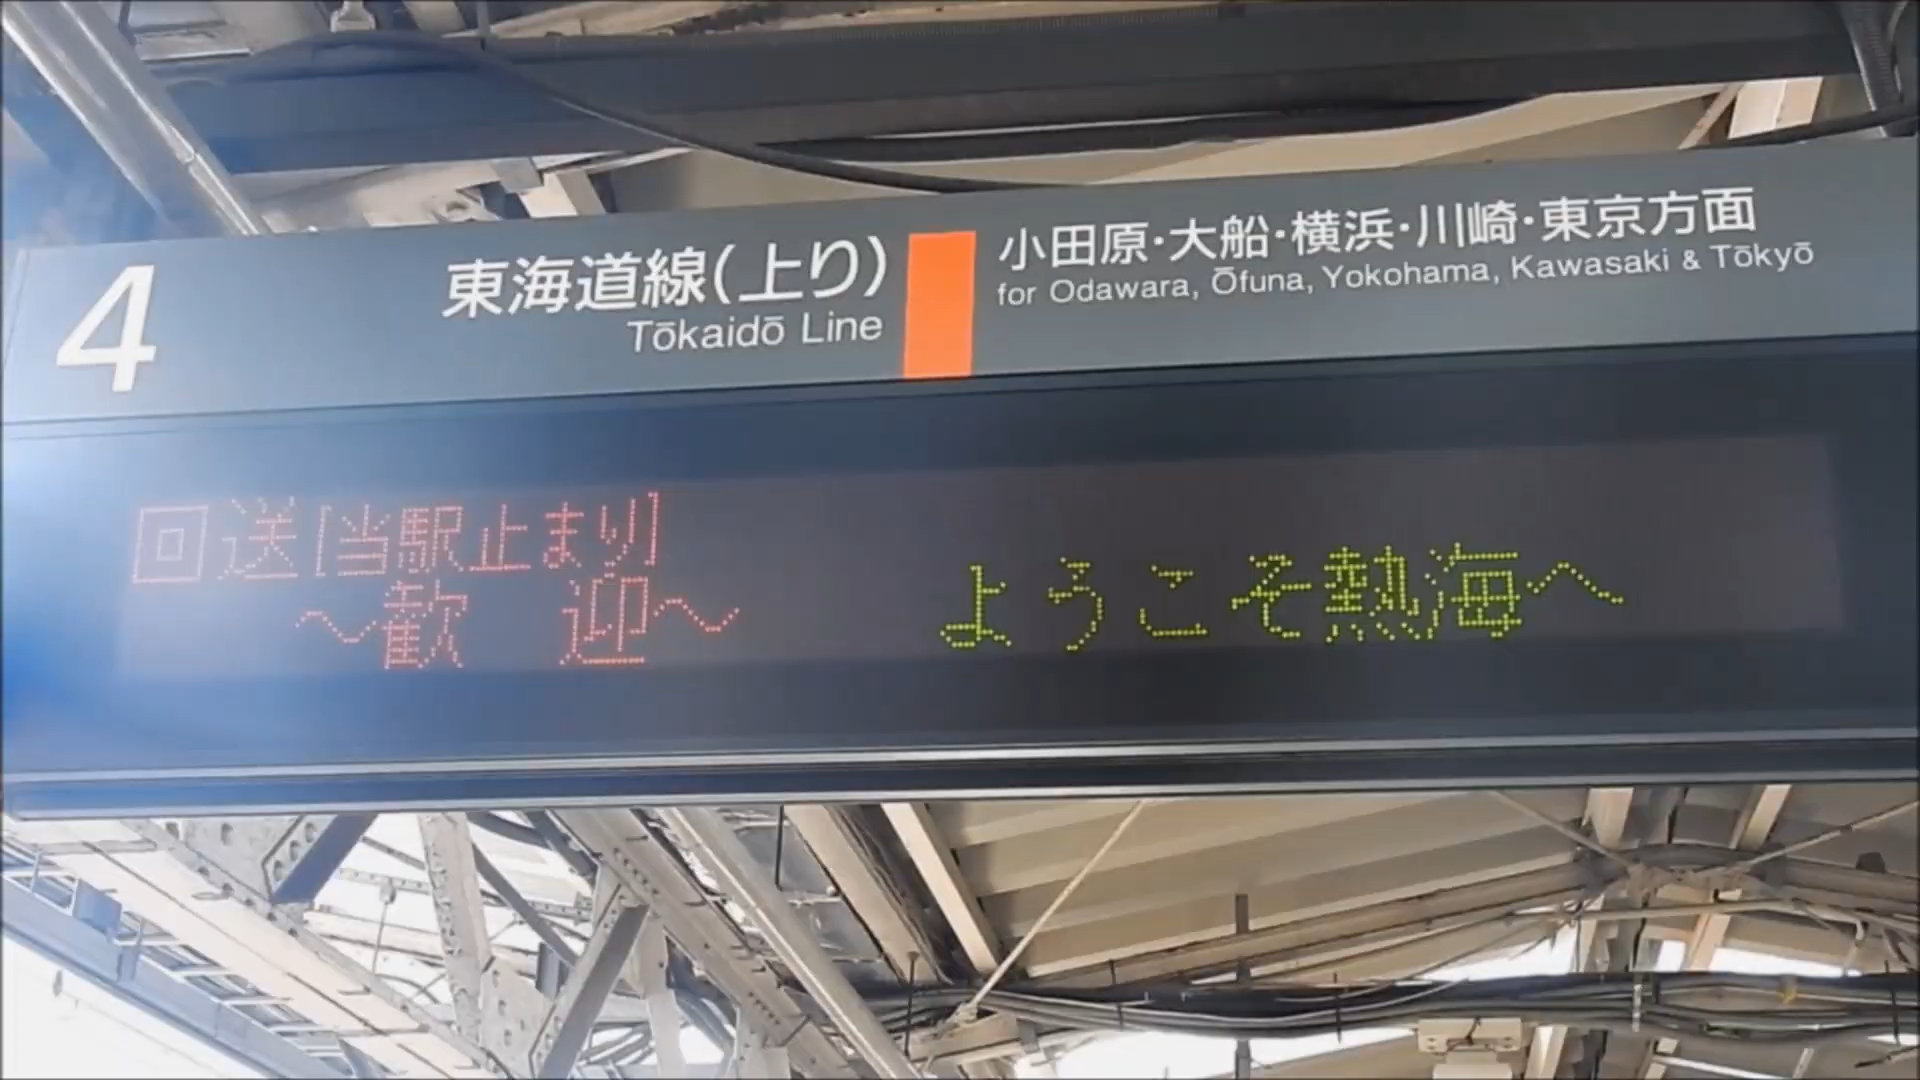 4
東海道線(上り)
Tōkaidō Line
小田原・大船・横浜・川崎・東京方面
for Odawara, Ōfuna, Yokohama, Kawasaki & Tōkyō
回送[当駅止まり]
～歓 迎～ ようこそ熱海へ